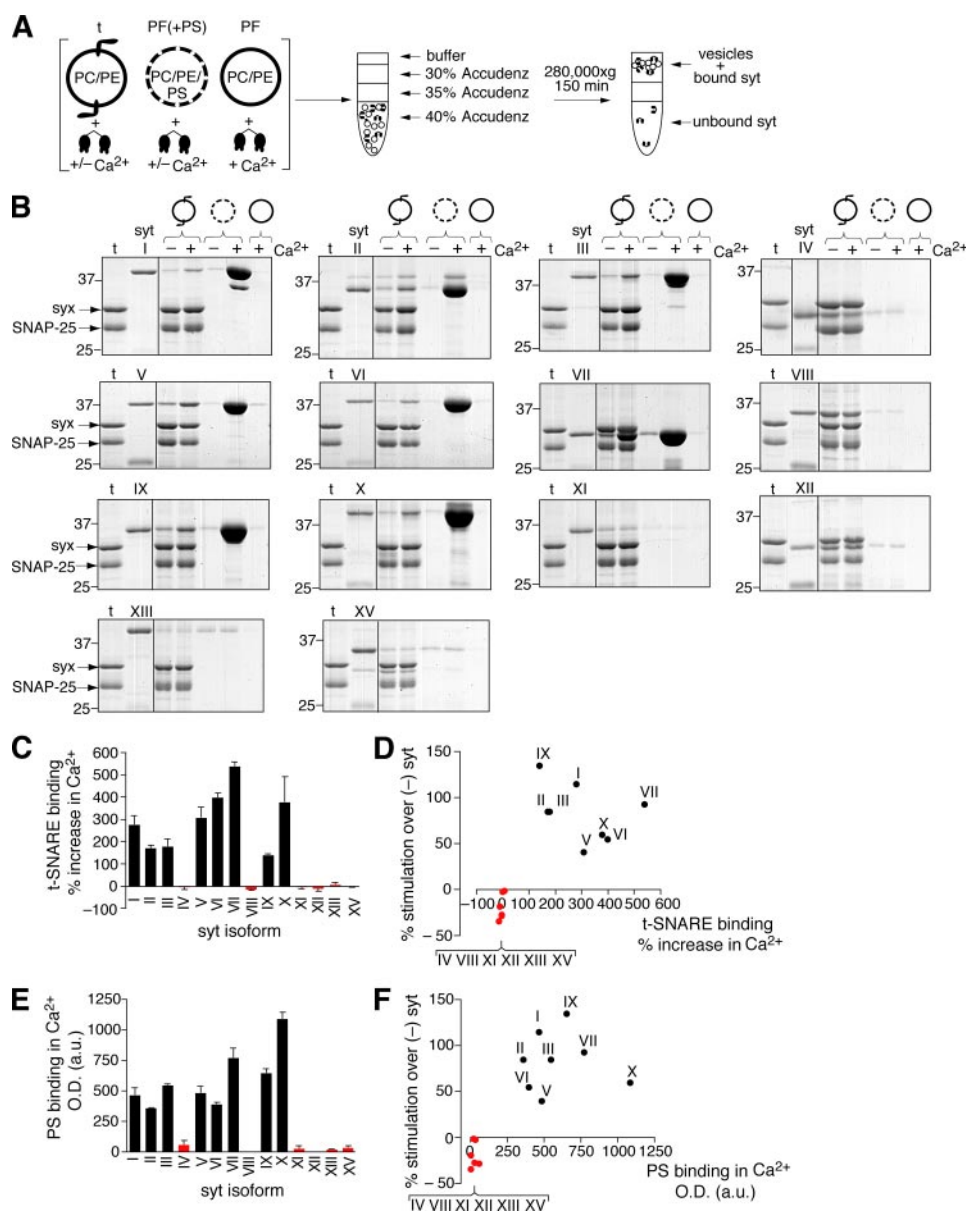 A
t PF(+PS) PF
PC/PE PC/PE/ PS PC/PE
+ + +
+/−Ca2+ +/−Ca2+ + Ca2+
buffer
30% Accudenz
35% Accudenz
40% Accudenz
280,000xg
150 min
vesicles
+
bound syt
unbound syt
B
syt syt syt syt
t I − + − + + Ca2+ t II − + − + + Ca2+ t III − + − + + Ca2+ t IV − + − − + Ca2+
37 37 37 37
syx
SNAP-25
25 25 25 25
t V t VI t VII t VIII
37 37 37 37
syx
SNAP-25
25 25 25 25
t IX t X t XI t XII
37 37 37 37
syx
SNAP-25
25 25 25 25
t XIII t XV
37 37
syx
SNAP-25
25 25
C
t-SNARE binding
% increase in Ca2+
600
500
400
300
200
100
0
−100
I II III IV V VI VII VIII IX X XI XII XIII XV
syt isoform
D
% stimulation over (−) syt
150
100
50
0
−50
IX I VII
II III
X
V VI
−100 0 100 200 300 400 500 600
t-SNARE binding
% increase in Ca2+
IV VIII XI XII XIII XV
E
PS binding in Ca2+
O.D. (a.u.)
1250
1000
750
500
250
0
I II III IV V VI VII VIII IX X XI XII XIII XV
syt isoform
F
% stimulation over (−) syt
150
100
50
0
−50
IX
I
II III VII
VI V X
0 250 500 750 1000 1250
PS binding in Ca2+
O.D. (a.u.)
IV VIII XI XII XIII XV